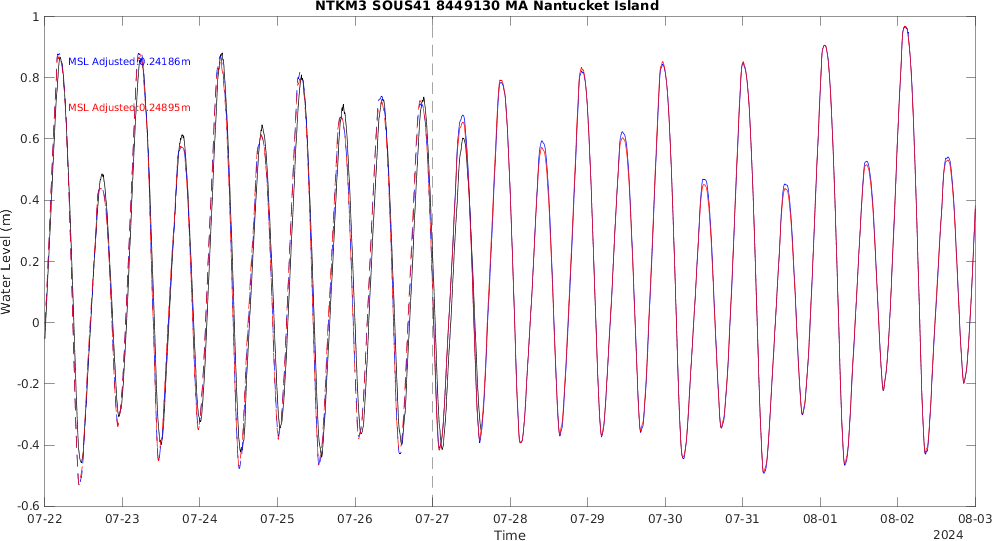 NTKM3 SOUS41 8449130 MA Nantucket Island
1
0.8
0.6
0.4
0.2
0
-0.2
-0.4
-0.6
Water Level (m)
MSL Adjusted:0.24186m
MSL Adjusted:0.24895m
07-22 07-23 07-24 07-25 07-26 07-27 07-28 07-29 07-30 07-31 08-01 08-02 08-03
Time
2024